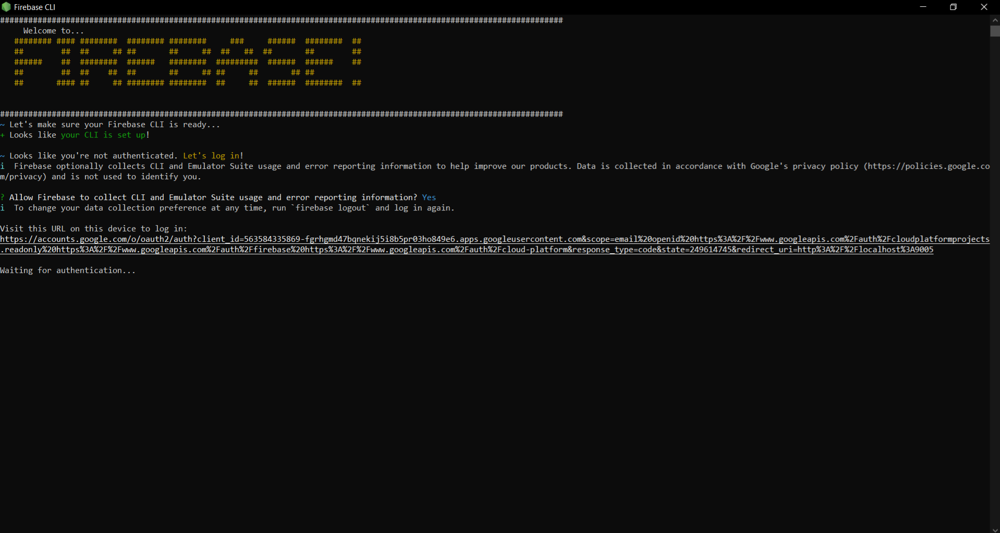 Firebase CLI
########################################################################################################################
Welcome to...
######## #### ########  ######## ########     ###     ######  ########  ##
##        ##  ##     ## ##       ##     ##  ##   ##  ##       ##        ##
######    ##  ########  ######   ########  #########  ######  ######    ##
##        ##  ##    ##  ##       ##     ## ##     ##       ## ##
##       #### ##     ## ######## ########  ##     ##  ######  ########  ##
########################################################################################################################
~ Let's make sure your Firebase CLI is ready...
+ Looks like your CLI is set up!
~ Looks like you're not authenticated. Let's log in!
i  Firebase optionally collects CLI and Emulator Suite usage and error reporting information to help improve our products. Data is collected in accordance with Google's privacy policy (https://policies.google.co
m/privacy) and is not used to identify you.
? Allow Firebase to collect CLI and Emulator Suite usage and error reporting information? Yes
i  To change your data collection preference at any time, run `firebase logout` and log in again.
Visit this URL on this device to log in:
https://accounts.google.com/o/oauth2/auth?client_id=563584335869-fgrhgmd47bqnekij5i8b5pr03ho849e6.apps.googleusercontent.com&scope=email%20openid%20https%3A%2F%2Fwww.googleapis.com%2Fauth%2Fcloudplatformprojects
.readonly%20https%3A%2F%2Fwww.googleapis.com%2Fauth%2Ffirebase%20https%3A%2F%2Fwww.googleapis.com%2Fauth%2Fcloud-platform&response_type=code&state=249614745&redirect_uri=http%3A%2F%2Flocalhost%3A9005
Waiting for authentication...